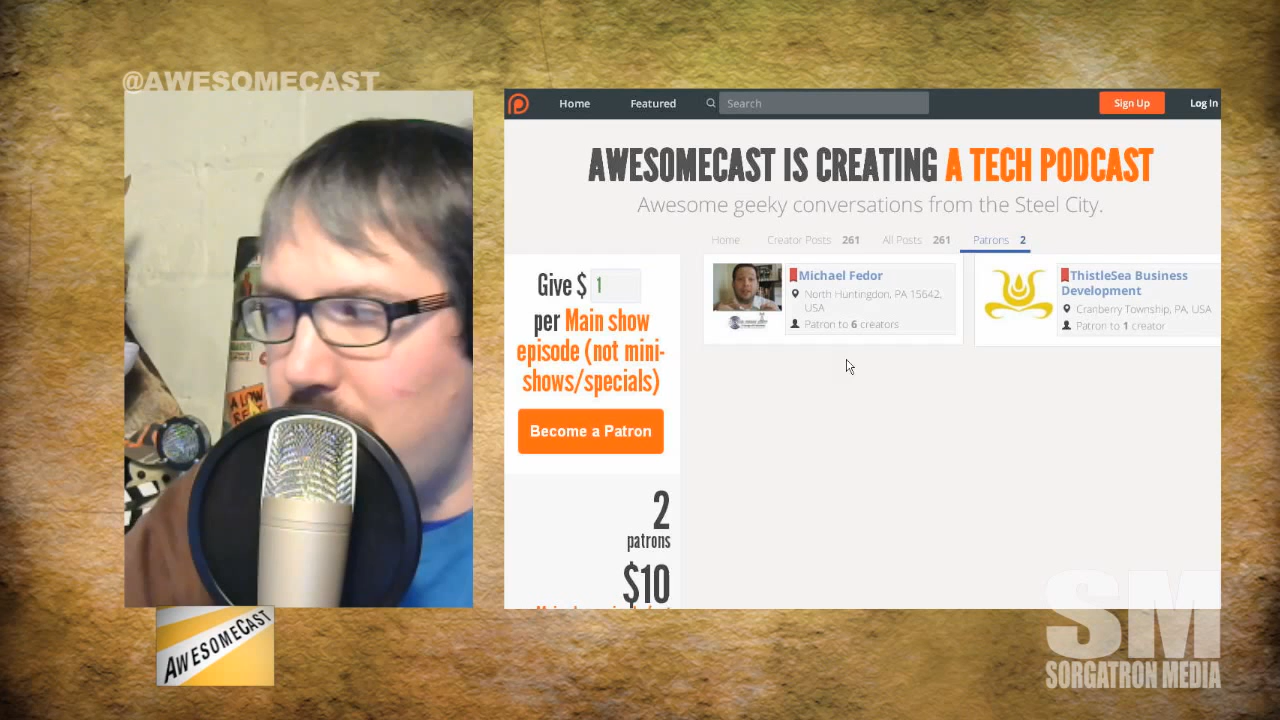 @AWESOMECAST
Home
Featured
Search
Sign Up
Log In
AWESOMECAST IS CREATING A TECH PODCAST
Awesome geeky conversations from the Steel City.
Home
Creator Posts 261
All Posts 261
Patrons 2
Give $ 1
per Main show
episode (not mini-
shows/specials)
Become a Patron
2
patrons
$10
Michael Fedor
North Huntingdon, PA 15642,
USA
Patron to 6 creators
ThistleSea Business
Development
Cranberry Township, PA, USA
Patron to 1 creator
AWESOMECAST
SM
SORGATRON MEDIA